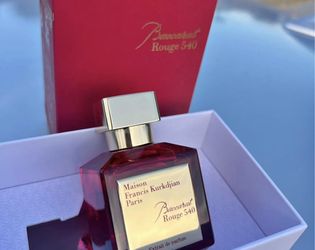 Baccarat
Rouge 540
Maison
Francis Kurkdjian
Paris
Baccarat
Rouge 540
Extrait de parfum